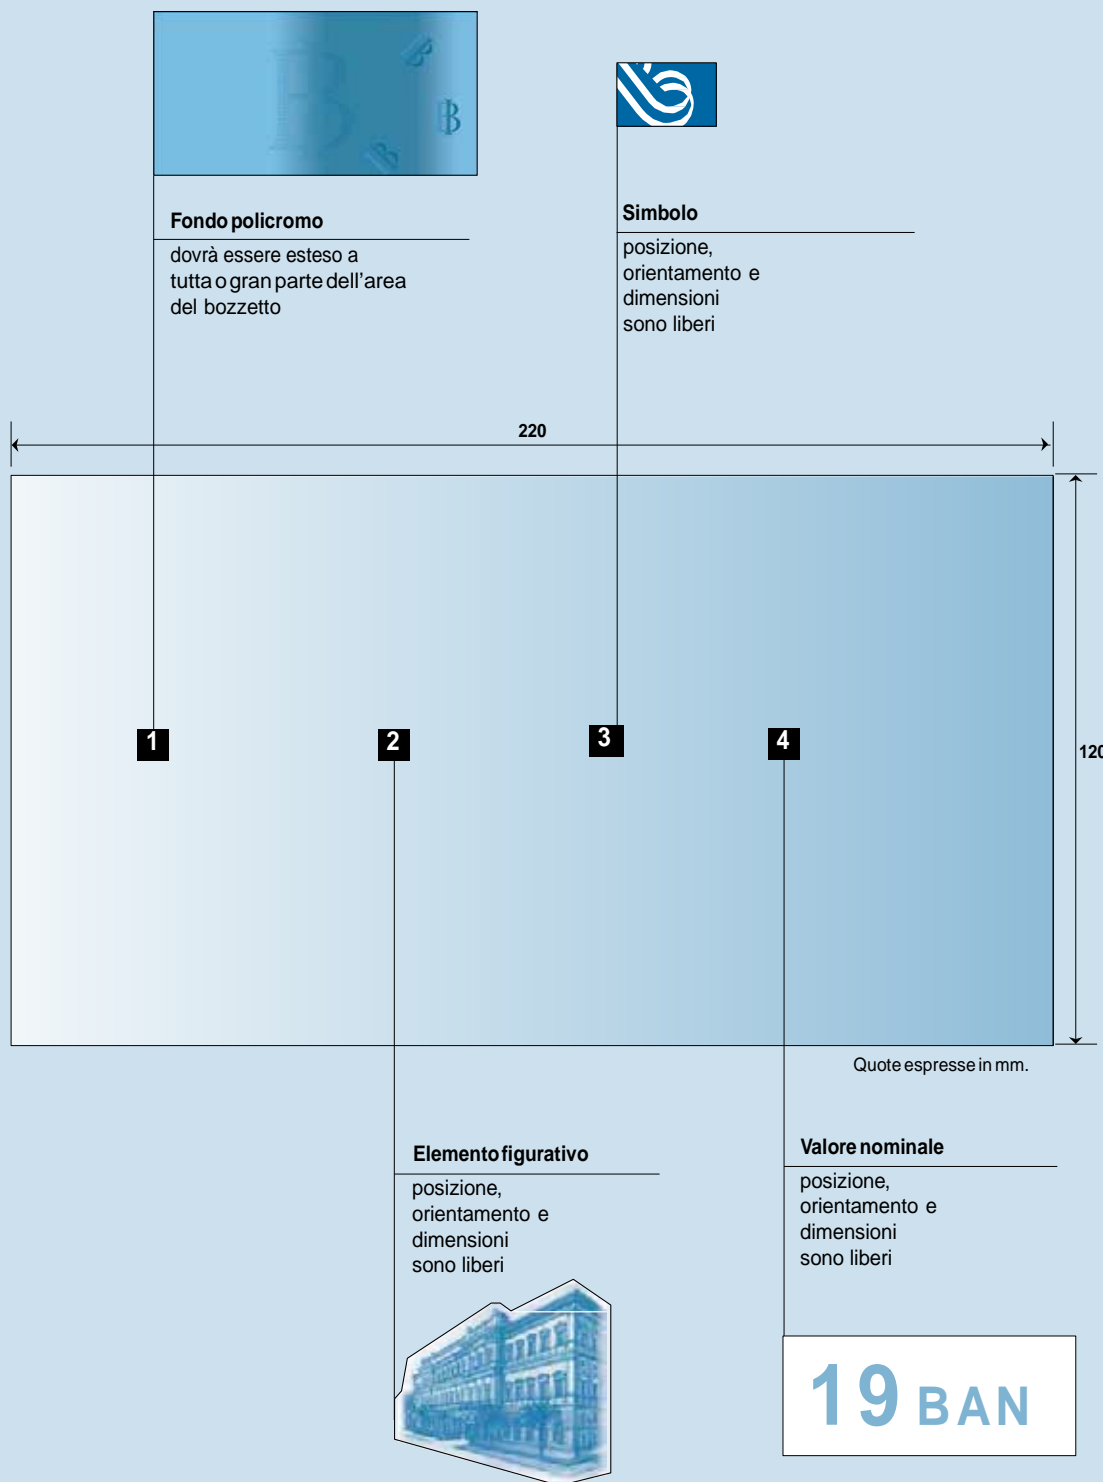 Fondo policromo
dovrà essere esteso a
tutta o gran parte dell'area
del bozzetto
Simbolo
posizione,
orientamento e
dimensioni
sono liberi
220
1
2
3
4
120
Quote espresse in mm.
Elemento figurativo
posizione,
orientamento e
dimensioni
sono liberi
Valore nominale
posizione,
orientamento e
dimensioni
sono liberi
19 BAN